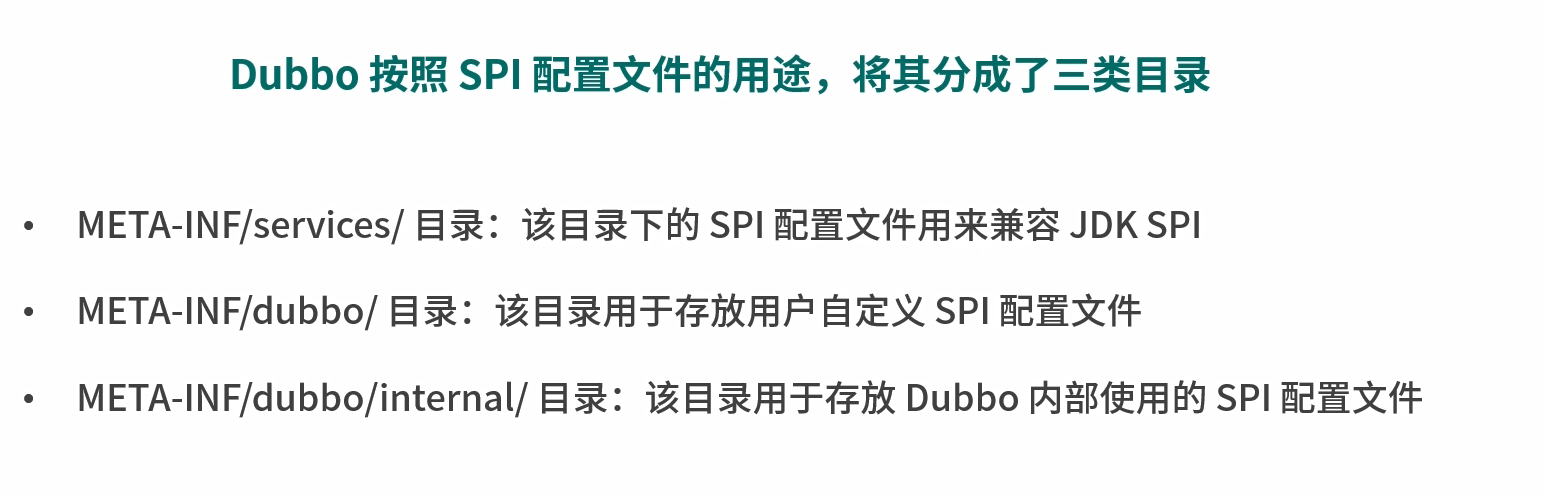 Dubbo 按照 SPI 配置文件的用途，将其分成了三类目录
• META-INF/services/ 目录：该目录下的 SPI 配置文件用来兼容 JDK SPI
• META-INF/dubbo/ 目录：该目录用于存放用户自定义 SPI 配置文件
• META-INF/dubbo/internal/ 目录：该目录用于存放 Dubbo 内部使用的 SPI 配置文件